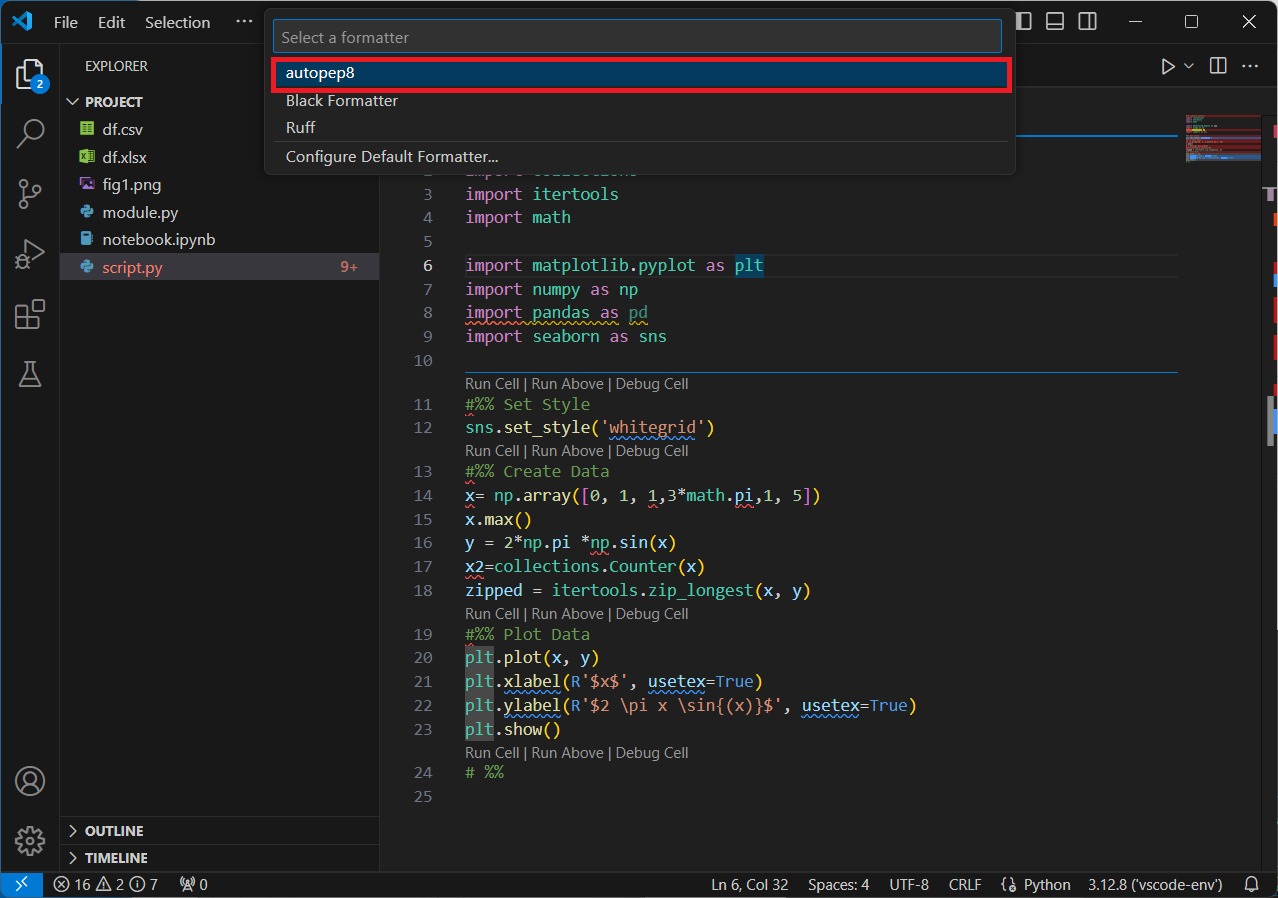 File Edit Selection ···
Select a formatter
autopep8
Black Formatter
Ruff
Configure Default Formatter...
2
EXPLORER
PROJECT
df.csv
df.xlsx
fig1.png
module.py
notebook.ipynb
script.py 9+
OUTLINE
TIMELINE
3 import itertools
4 import math
5
6 import matplotlib.pyplot as plt
7 import numpy as np
8 import pandas as pd
9 import seaborn as sns
10
Run Cell | Run Above | Debug Cell
11 #%% Set Style
12 sns.set_style('whitegrid')
Run Cell | Run Above | Debug Cell
13 #%% Create Data
14 x= np.array([0, 1, 1,3*math.pi,1, 5])
15 x.max()
16 y = 2*np.pi *np.sin(x)
17 x2=collections.Counter(x)
18 zipped = itertools.zip_longest(x, y)
Run Cell | Run Above | Debug Cell
19 #%% Plot Data
20 plt.plot(x, y)
21 plt.xlabel(R'$x$', usetex=True)
22 plt.ylabel(R'$2 \pi x \sin{(x)}$', usetex=True)
23 plt.show()
Run Cell | Run Above | Debug Cell
24 # %%
25
16 2 7 0 Ln 6, Col 32 Spaces: 4 UTF-8 CRLF Python 3.12.8 ('vscode-env')